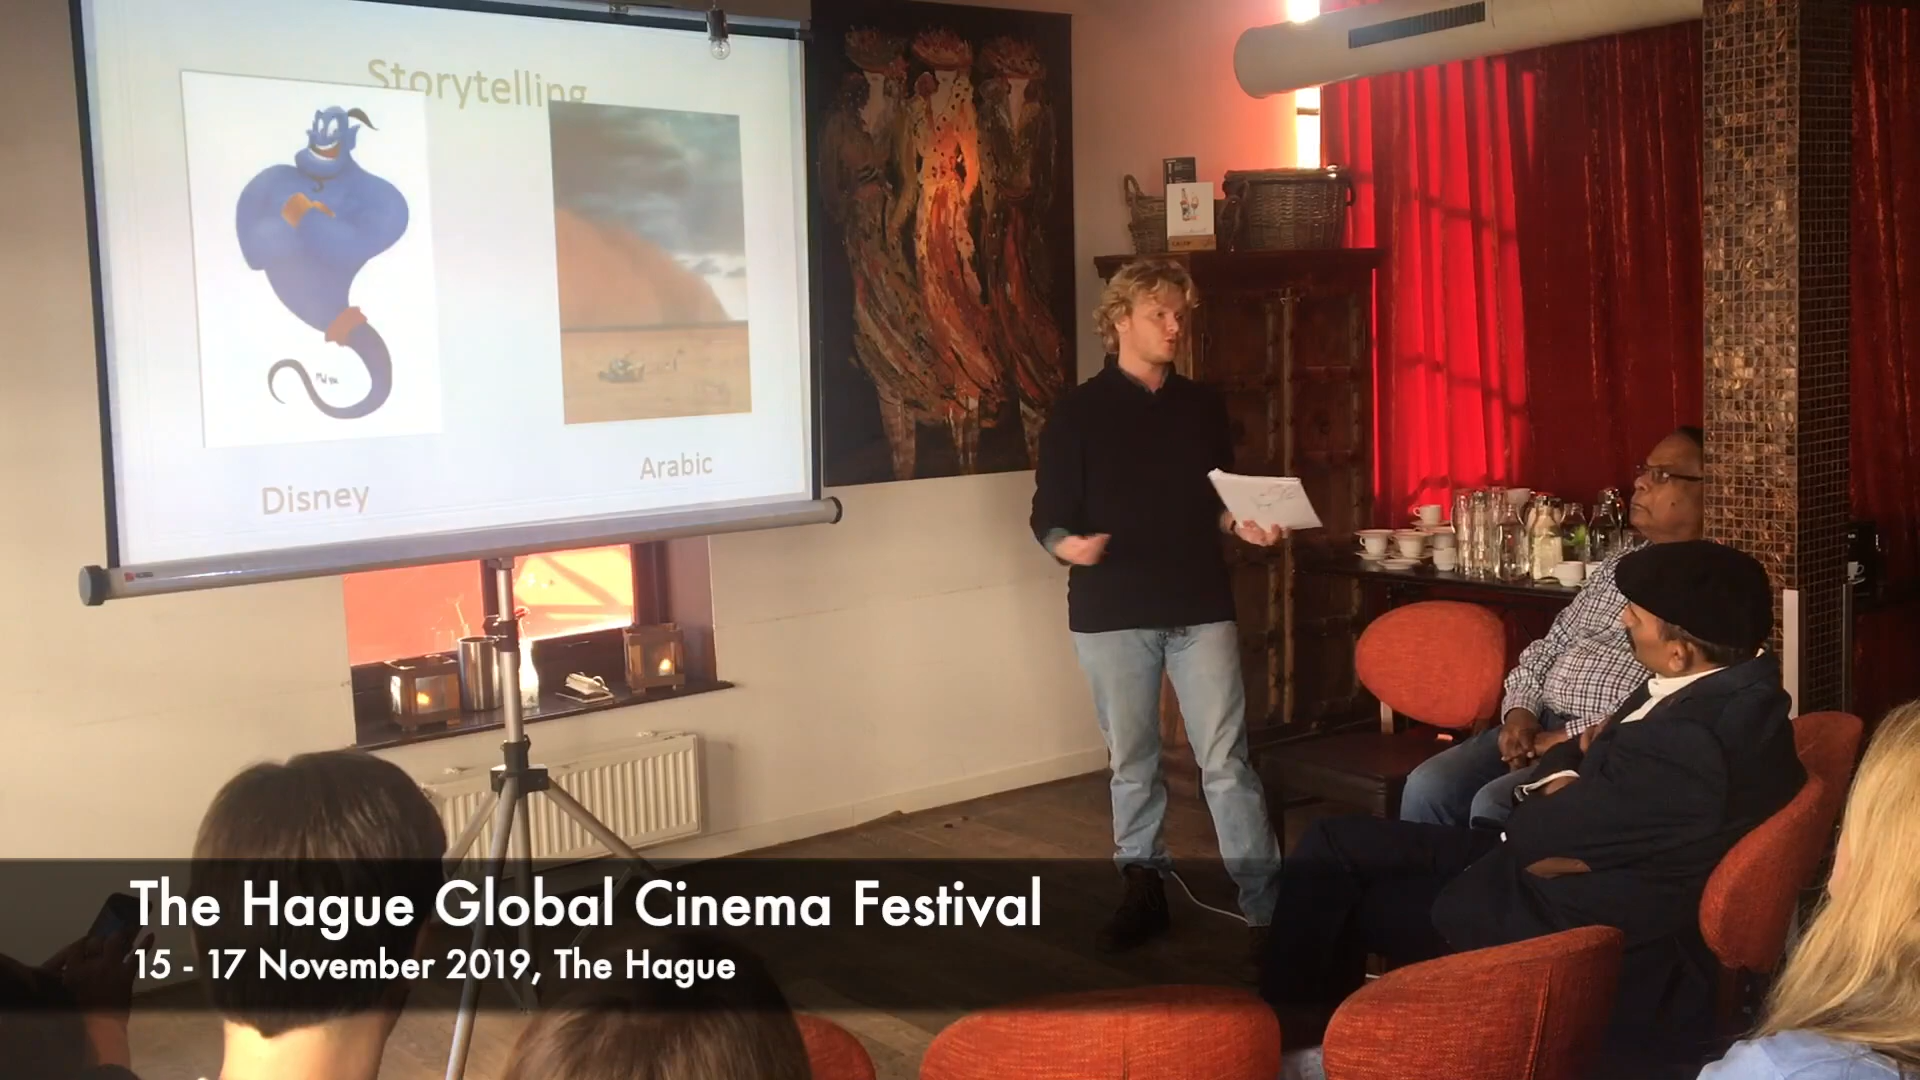 Storytelling
Disney
Arabic
The Hague Global Cinema Festival
15 - 17 November 2019, The Hague